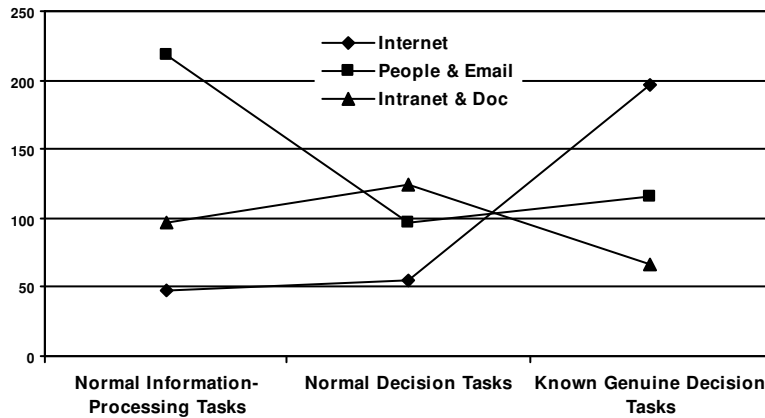 250
200
150
100
50
0
Internet
People & Email
Intranet & Doc
Normal Information-
Processing Tasks
Normal Decision Tasks
Known Genuine Decision
Tasks